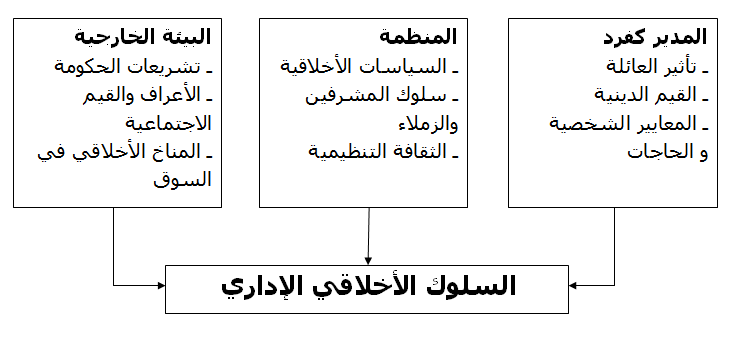 المدير كفرد
ـ تأثير العائلة
ـ القيم الدينية
ـ المعايير الشخصية
و الحاجات
المنظمة
ـ السياسات الأخلاقية
ـ سلوك المشرفين
والزملاء
ـ الثقافة التنظيمية
البيئة الخارجية
ـ تشريعات الحكومة
ـ الأعراف والقيم
الاجتماعية
ـ المناخ الأخلاقي في
السوق
السلوك الأخلاقي الإداري